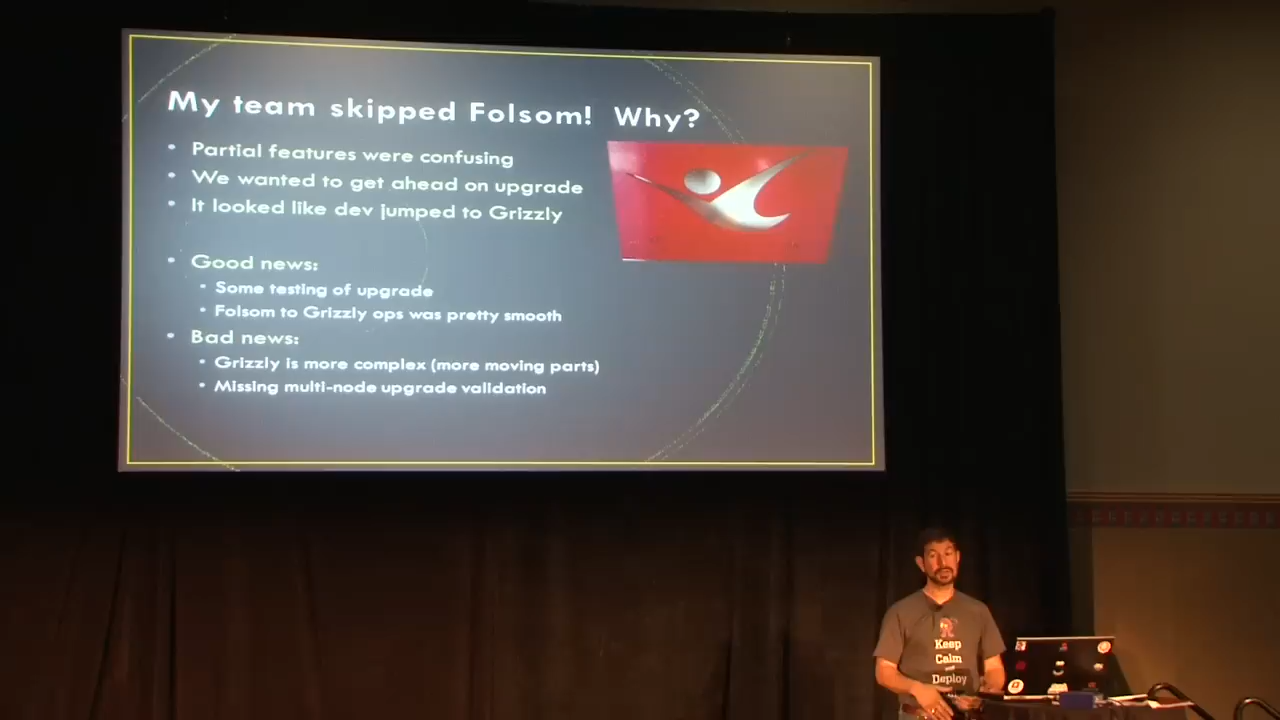 My team skipped Folsom! Why?
• Partial features were confusing
• We wanted to get ahead on upgrade
• It looked like dev jumped to Grizzly
• Good news:
• Some testing of upgrade
• Folsom to Grizzly ops was pretty smooth
• Bad news:
• Grizzly is more complex (more moving parts)
• Missing multi-node upgrade validation
Keep
Calm
Deploy